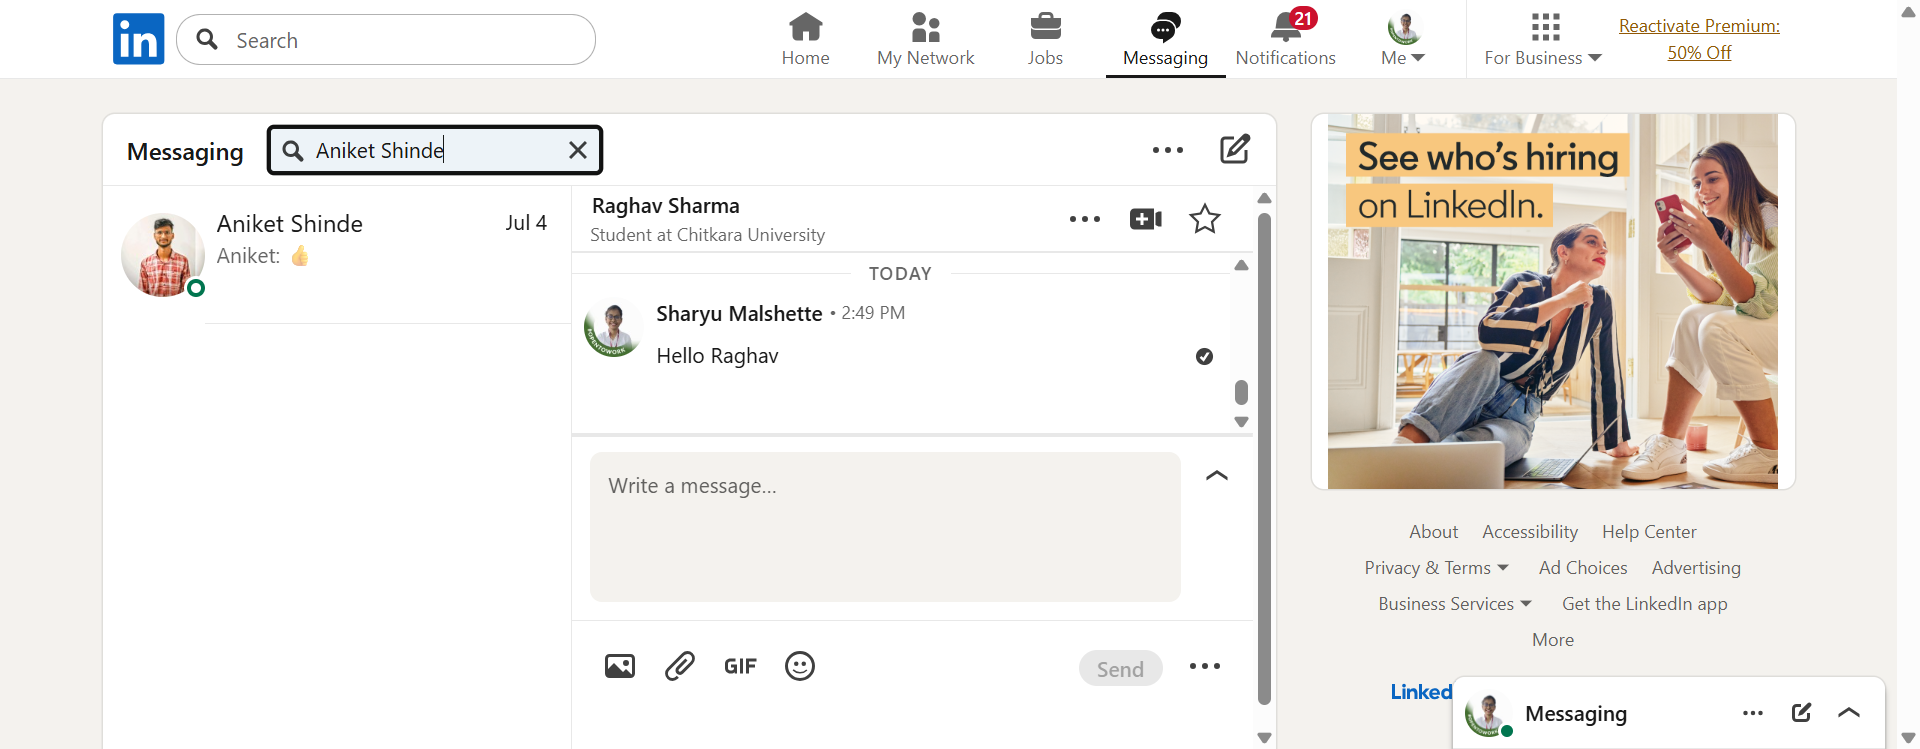 in
Search
Home
My Network
Jobs
Messaging
21
Notifications
Me
For Business
Reactivate Premium:
50% Off
Messaging
Aniket Shinde
Aniket Shinde
Jul 4
Aniket: 👍
Raghav Sharma
Student at Chitkara University
TODAY
Sharyu Malshette • 2:49 PM
Hello Raghav
Write a message...
GIF
Send
See who's hiring
on LinkedIn.
About Accessibility Help Center
Privacy & Terms Ad Choices Advertising
Business Services Get the LinkedIn app
More
Linked
Messaging